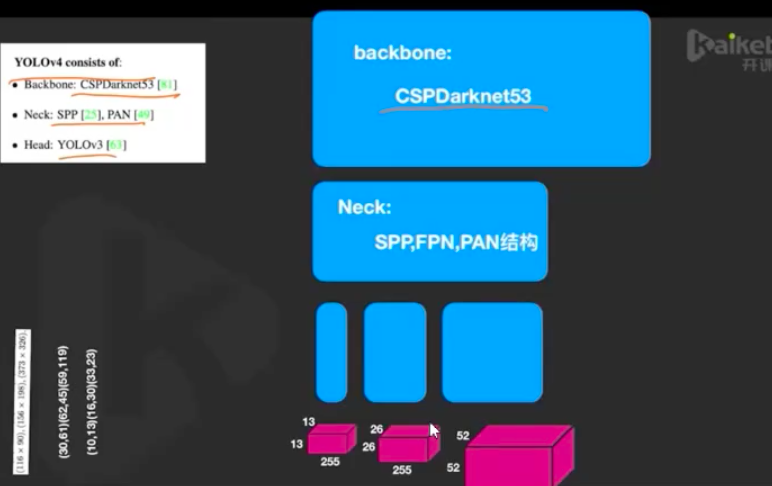 YOLOv4 consists of:
• Backbone: CSPDarknet53 [81]
• Neck: SPP [25], PAN [49]
• Head: YOLOv3 [63]
backbone:
CSPDarknet53
Kaikeb
开课
Neck:
SPP,FPN,PAN结构
(116 × 90), (156 × 198), (373 × 326).
(30,61)(62,45)(59,119)
(10,13)(16,30)(33,23)
13
13
255
26
26
255
52
52